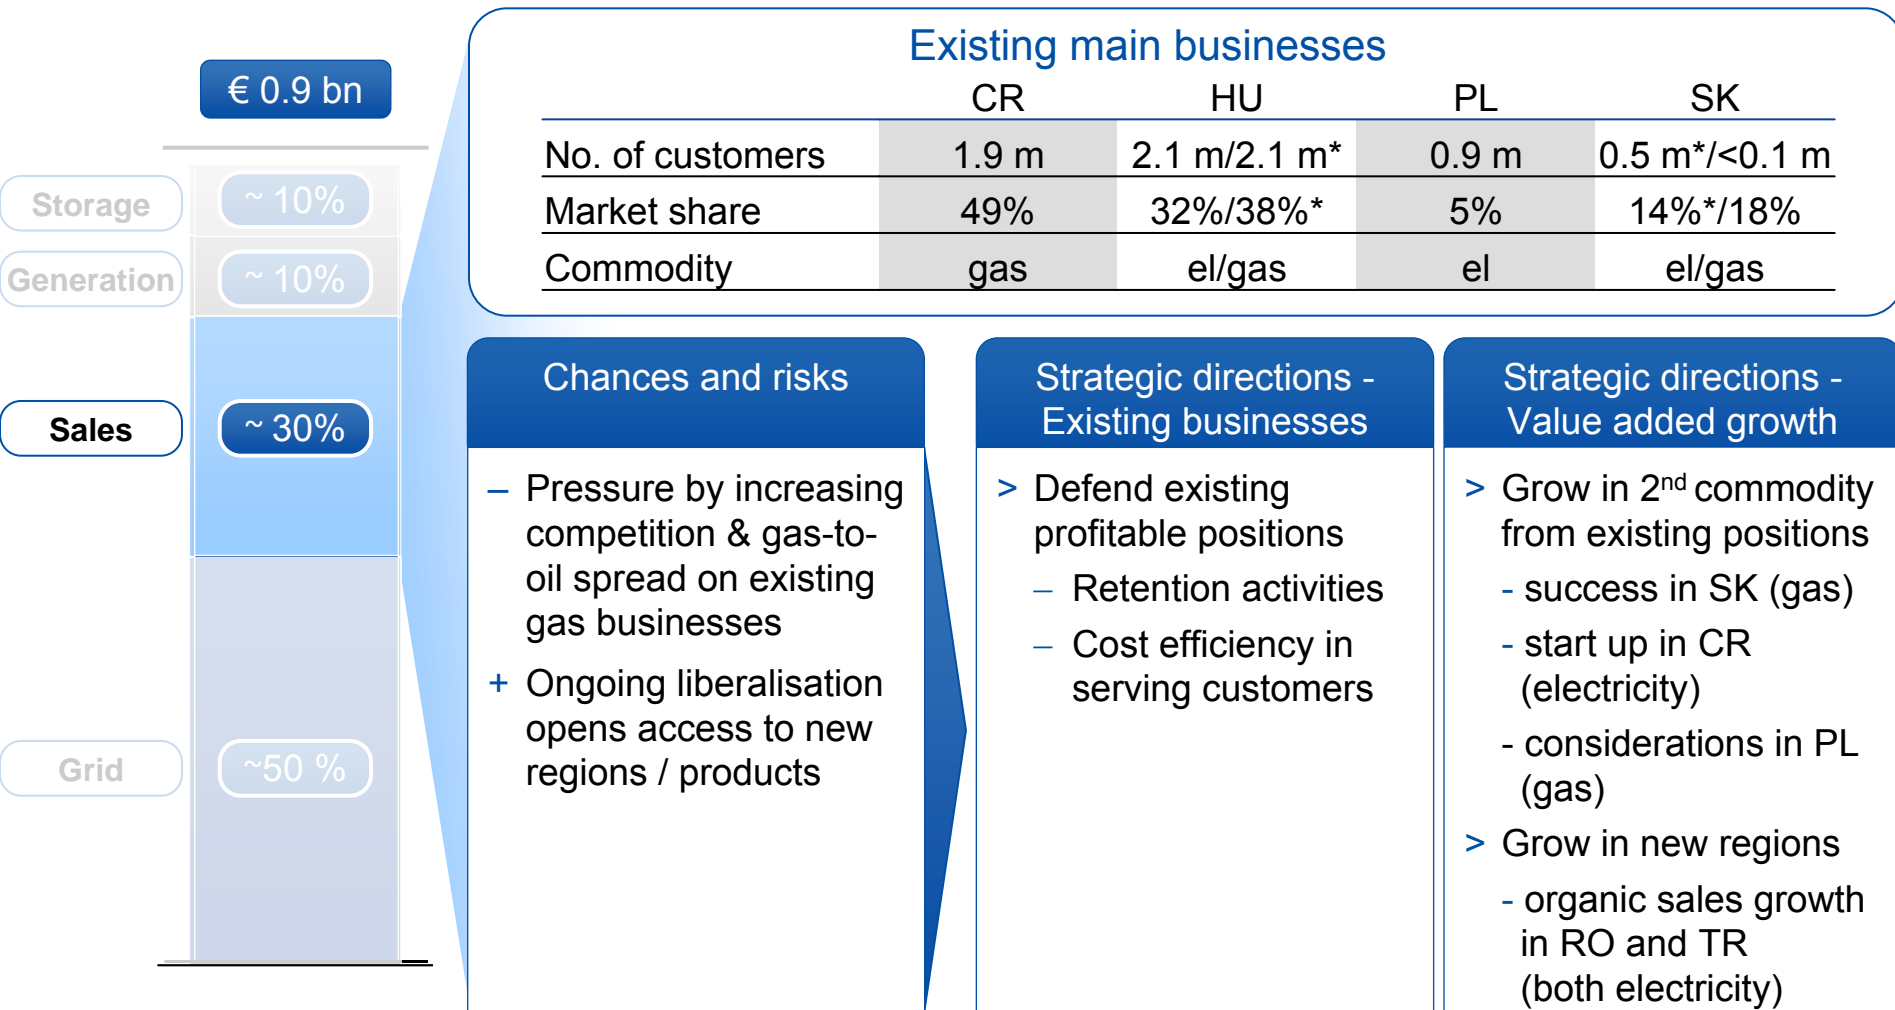 € 0.9 bn
Storage
~ 10%
Generation
~ 10%
Sales
~ 30%
Grid
~50 %
Existing main businesses
CR HU PL SK
No. of customers 1.9 m 2.1 m/2.1 m* 0.9 m 0.5 m*/<0.1 m
Market share 49% 32%/38%* 5% 14%*/18%
Commodity gas el/gas el el/gas
Chances and risks
– Pressure by increasing
competition & gas-to-
oil spread on existing
gas businesses
+ Ongoing liberalisation
opens access to new
regions / products
Strategic directions -
Existing businesses
> Defend existing
profitable positions
– Retention activities
– Cost efficiency in
serving customers
Strategic directions -
Value added growth
> Grow in 2nd commodity
from existing positions
- success in SK (gas)
- start up in CR
(electricity)
- considerations in PL
(gas)
> Grow in new regions
- organic sales growth
in RO and TR
(both electricity)